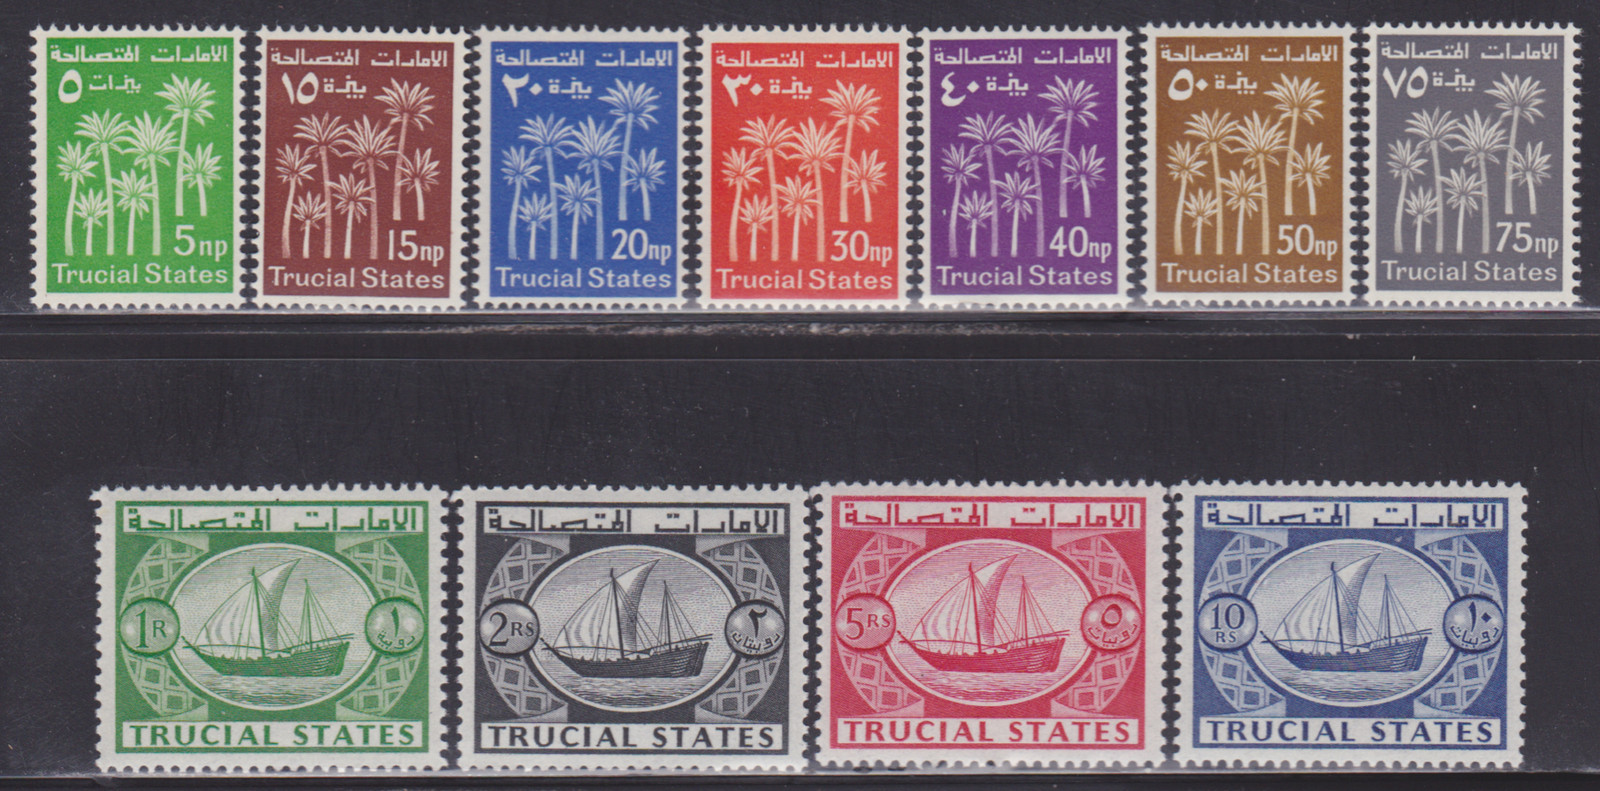 الامارات المتصالحة
٥ بيزات
5np
Trucial States
الامارات المتصالحة
١٥ بيزة
15np
Trucial States
الامارات المتصالحة
٢٠ بيزة
20np
Trucial States
الامارات المتصالحة
٣٠ بيزة
30np
Trucial States
الامارات المتصالحة
٤٠ بيزة
40np
Trucial States
الامارات المتصالحة
٥٠ بيزة
50np
Trucial States
الامارات المتصالحة
٧٥ بيزة
75np
Trucial States
الامارات المتصالحة
1R
١
روبية
TRUCIAL STATES
الامارات المتصالحة
2RS
٢
روبيات
TRUCIAL STATES
الامارات المتصالحة
5RS
٥
روبيات
TRUCIAL STATES
الامارات المتصالحة
10
RS
١٠
روبيات
TRUCIAL STATES